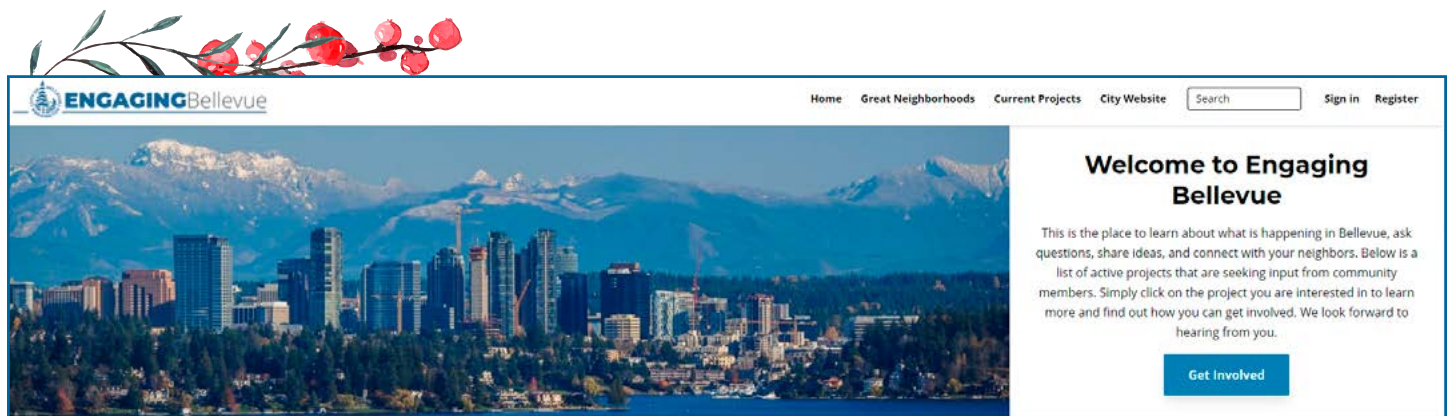 ENGAGINGBellevue
Home Great Neighborhoods Current Projects City Website Search Sign in Register
Welcome to Engaging
Bellevue
This is the place to learn about what is happening in Bellevue, ask
questions, share ideas, and connect with your neighbors. Below is a
list of active projects that are seeking input from community
members. Simply click on the project you are interested in to learn
more and find out how you can get involved. We look forward to
hearing from you.
Get Involved